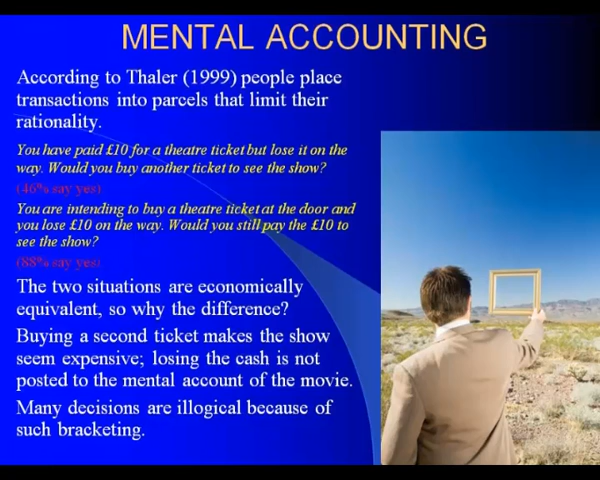 MENTAL ACCOUNTING
According to Thaler (1999) people place
transactions into parcels that limit their
rationality.
You have paid £10 for a theatre ticket but lose it on the
way. Would you buy another ticket to see the show?
(46% say yes)
You are intending to buy a theatre ticket at the door and
you lose £10 on the way. Would you still pay the £10 to
see the show?
(88% say yes)
The two situations are economically
equivalent, so why the difference?
Buying a second ticket makes the show
seem expensive; losing the cash is not
posted to the mental account of the movie.
Many decisions are illogical because of
such bracketing.